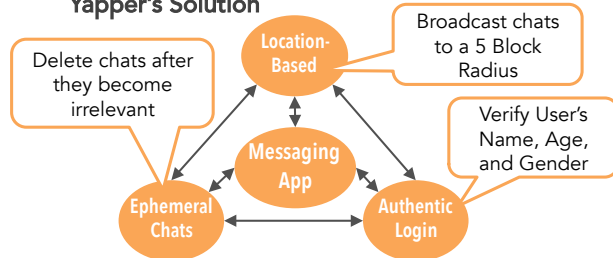 Yapper's Solution
Location-
Based
Broadcast chats
to a 5 Block
Radius
Delete chats after
they become
irrelevant
Verify User's
Name, Age,
and Gender
Messaging
App
Ephemeral
Chats
Authentic
Login